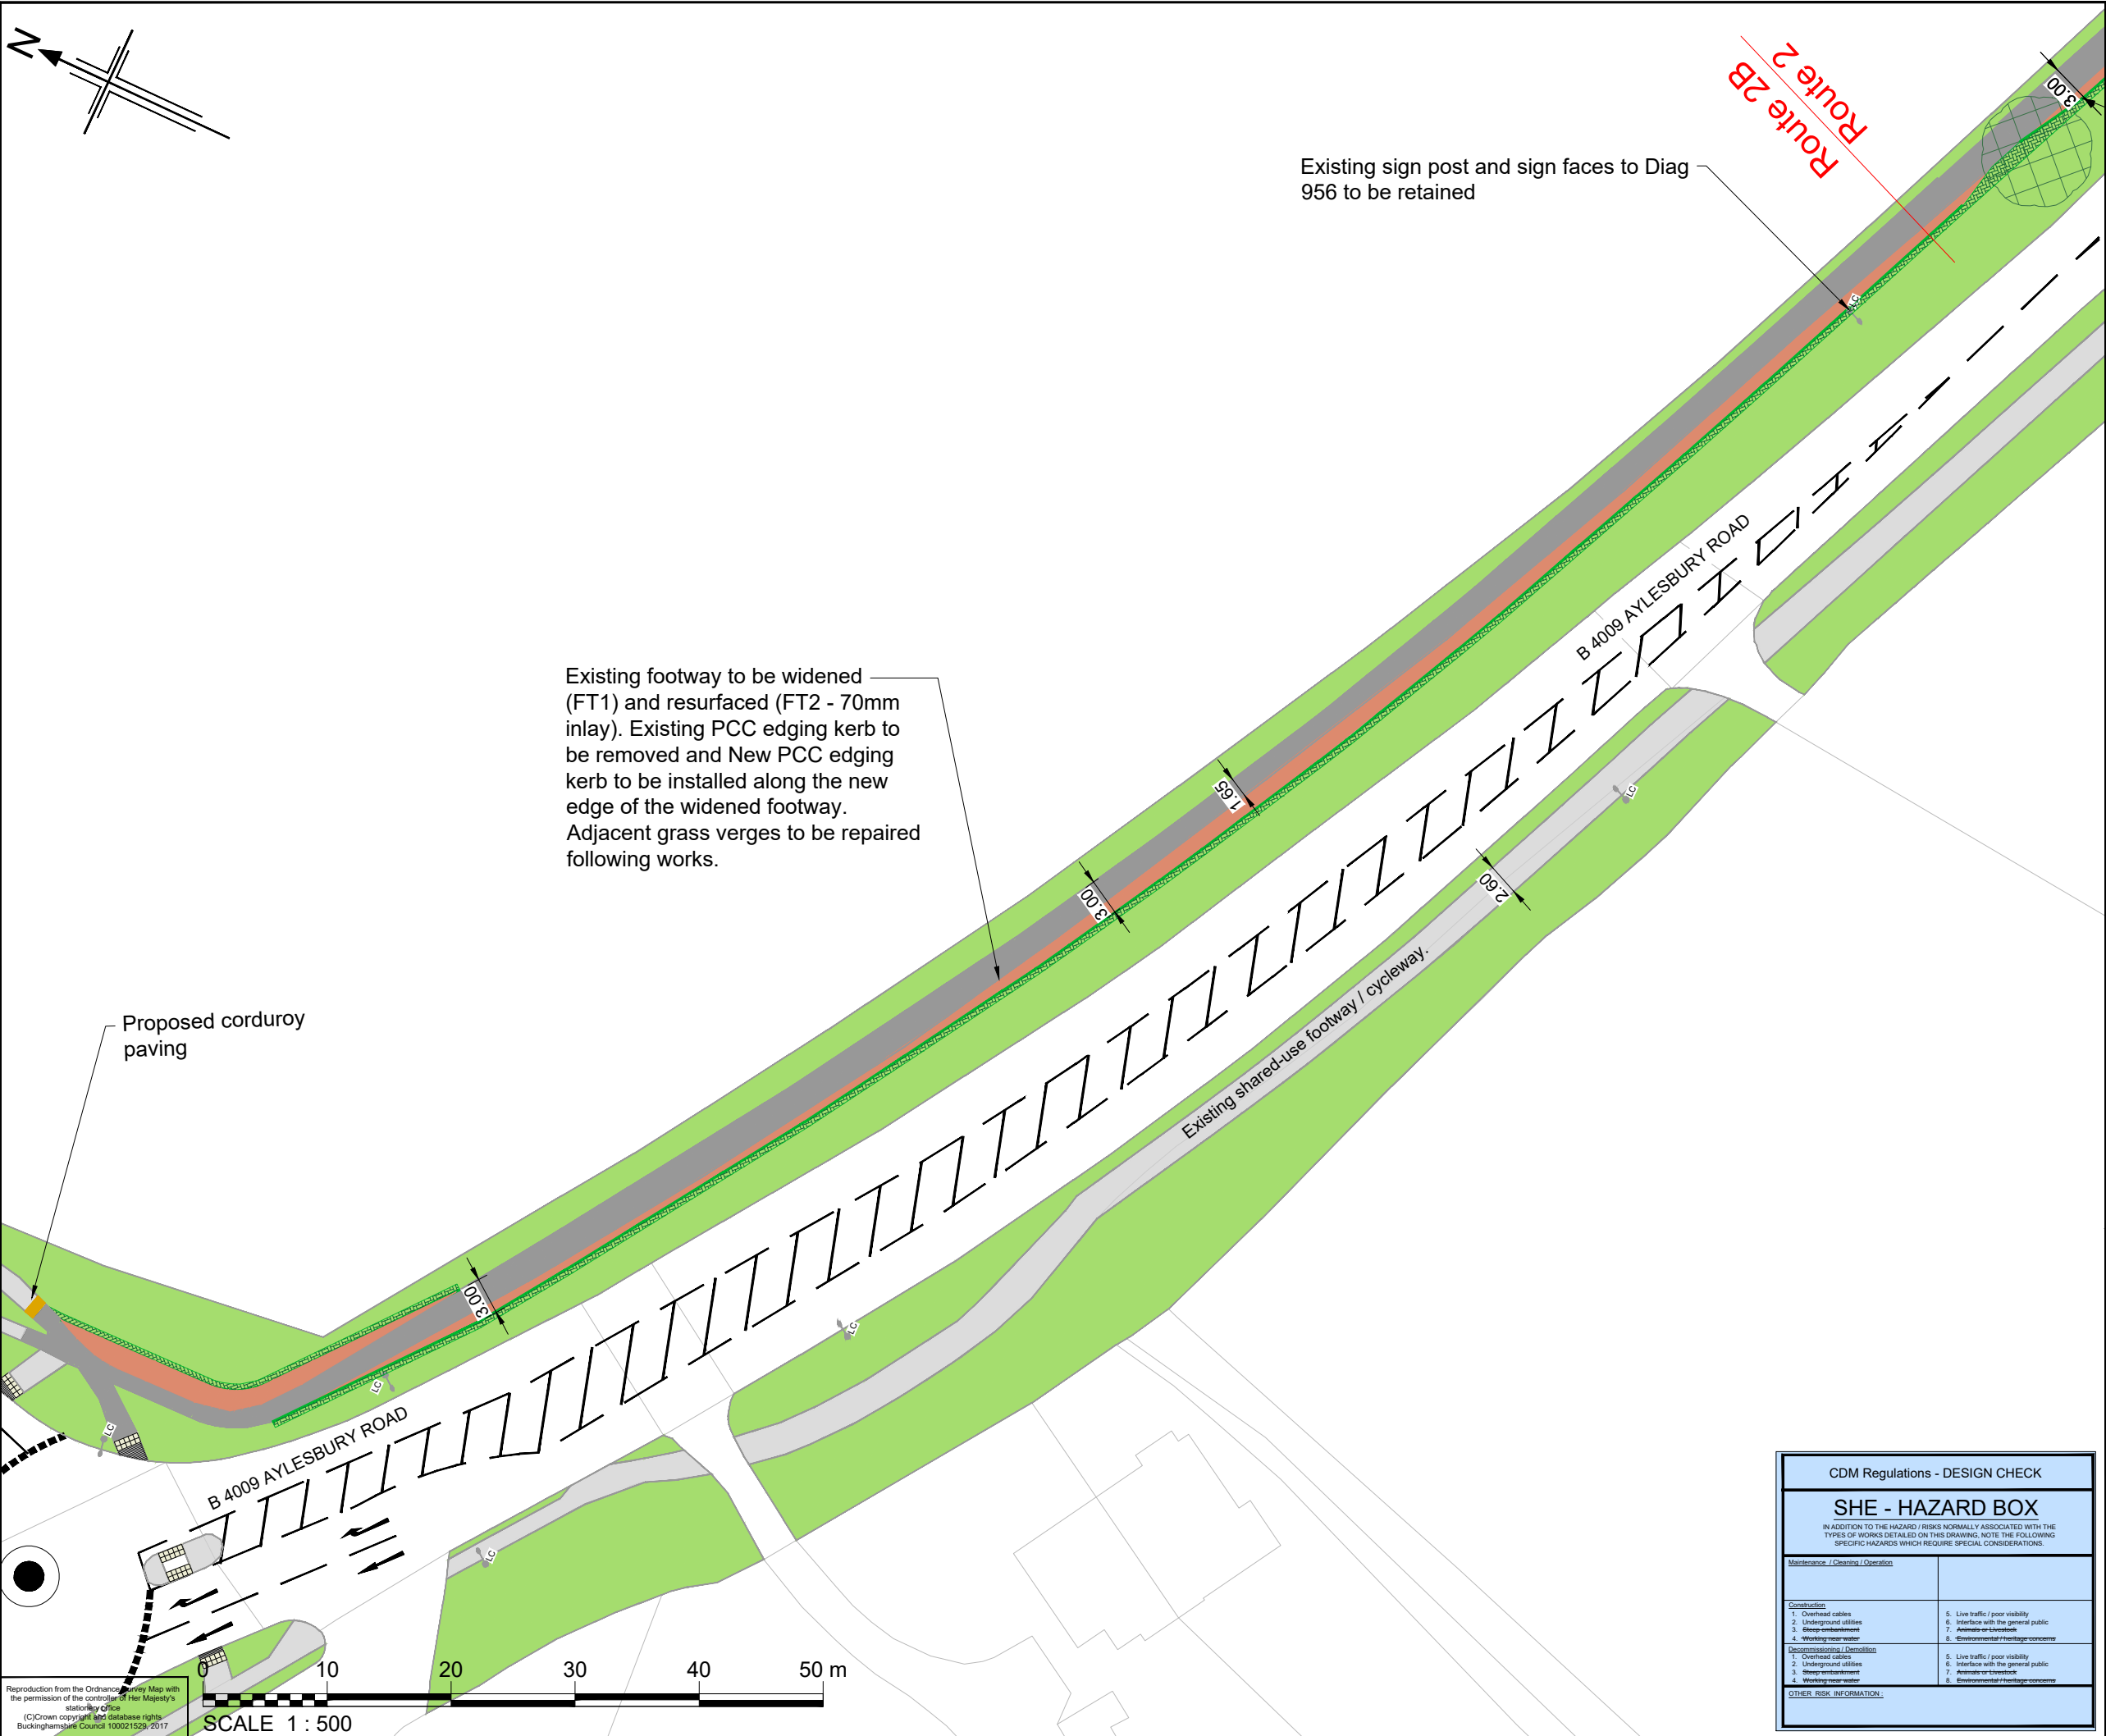 N
Route 2B
Route 2
3.00
Existing sign post and sign faces to Diag
956 to be retained
LC
B 4009 AYLESBURY ROAD
Existing footway to be widened
(FT1) and resurfaced (FT2 - 70mm
inlay). Existing PCC edging kerb to
be removed and New PCC edging
kerb to be installed along the new
edge of the widened footway.
Adjacent grass verges to be repaired
following works.
1.65
LC
3.00
2.60
Existing shared-use footway / cycleway.
Proposed corduroy
paving
3.00
LC
LC
LC
B 4009 AYLESBURY ROAD
LC
0 10 20 30 40 50 m
SCALE 1 : 500
Reproduction from the Ordnance Survey Map with
the permission of the controller of Her Majesty's
stationery office
(C)Crown copyright and database rights
Buckinghamshire Council 100021529, 2017
LC
CDM Regulations - DESIGN CHECK
SHE - HAZARD BOX
IN ADDITION TO THE HAZARD / RISKS NORMALLY ASSOCIATED WITH THE
TYPES OF WORKS DETAILED ON THIS DRAWING, NOTE THE FOLLOWING
SPECIFIC HAZARDS WHICH REQUIRE SPECIAL CONSIDERATIONS.
Maintenance / Cleaning / Operation
Construction
1. Overhead cables
2. Underground utilities
3. Steep embankment
4. Working near water
5. Live traffic / poor visibility
6. Interface with the general public
7. Animals or Livestock
8. Environmental / heritage concerns
Decommissioning / Demolition
1. Overhead cables
2. Underground utilities
3. Steep embankment
4. Working near water
5. Live traffic / poor visibility
6. Interface with the general public
7. Animals or Livestock
8. Environmental / heritage concerns
OTHER RISK INFORMATION :